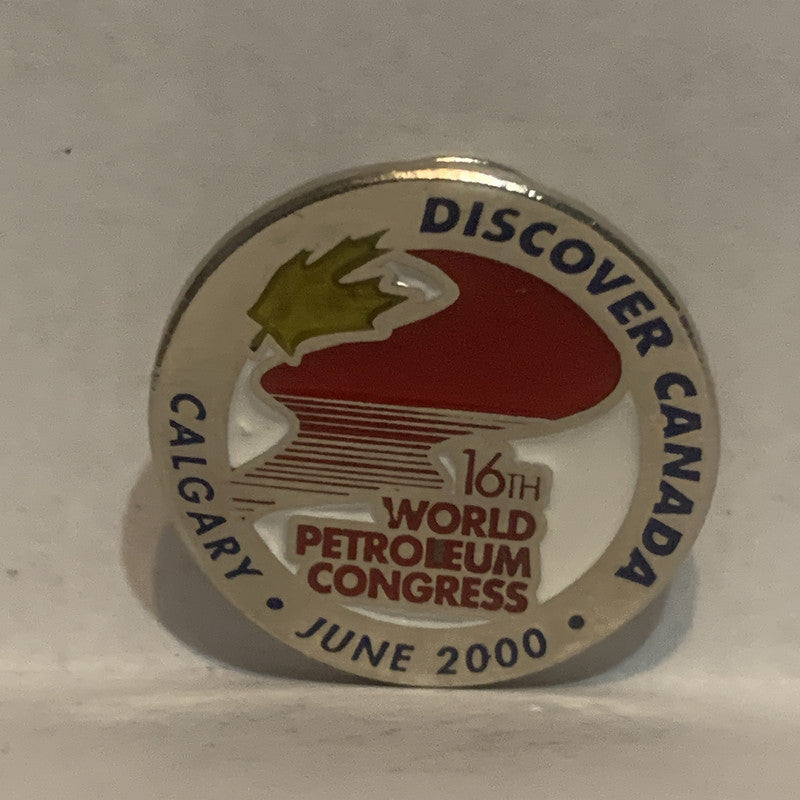 DISCOVER CANADA
16TH
WORLD
PETROLEUM
CONGRESS
CALGARY • JUNE 2000 •